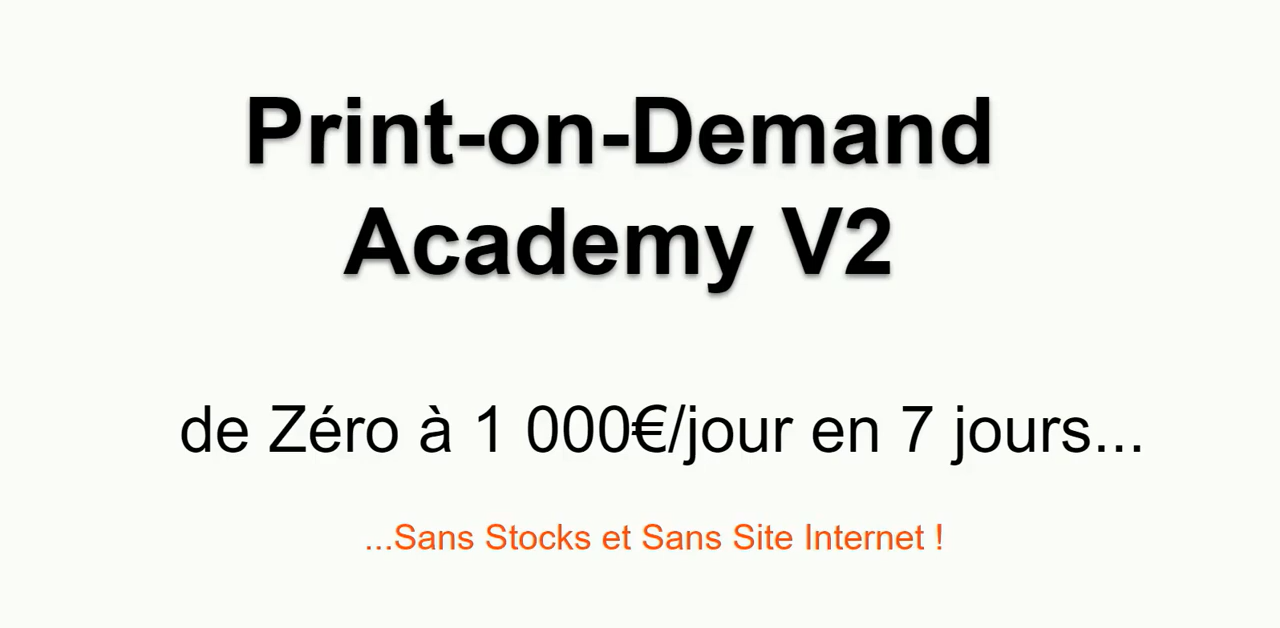 Print-on-Demand
Academy V2
de Zéro à 1 000€/jour en 7 jours...
...Sans Stocks et Sans Site Internet !